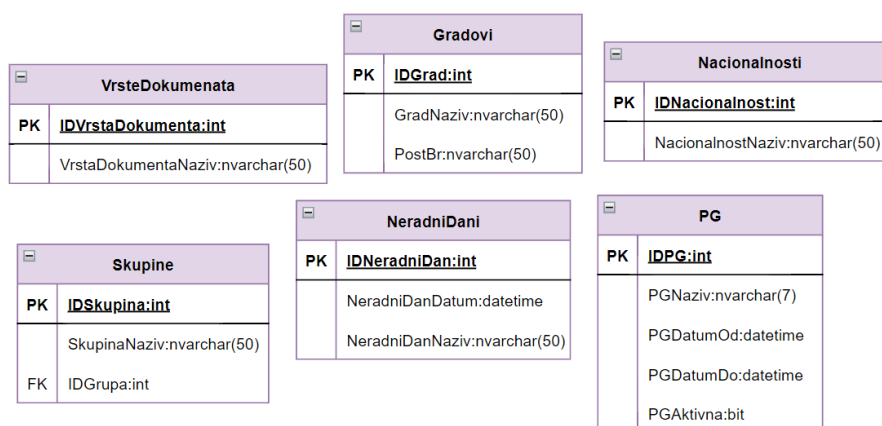 VrsteDokumenata
PK IDVrstaDokumenta:int
VrstaDokumentaNaziv:nvarchar(50)
Gradovi
PK IDGrad:int
GradNaziv:nvarchar(50)
PostBr:nvarchar(50)
Nacionalnosti
PK IDNacionalnost:int
NacionalnostNaziv:nvarchar(50)
Skupine
PK IDSkupina:int
SkupinaNaziv:nvarchar(50)
FK IDGrupa:int
NeradniDani
PK IDNeradniDan:int
NeradniDanDatum:datetime
NeradniDanNaziv:nvarchar(50)
PG
PK IDPG:int
PGNaziv:nvarchar(7)
PGDatumOd:datetime
PGDatumDo:datetime
PGAktivna:bit